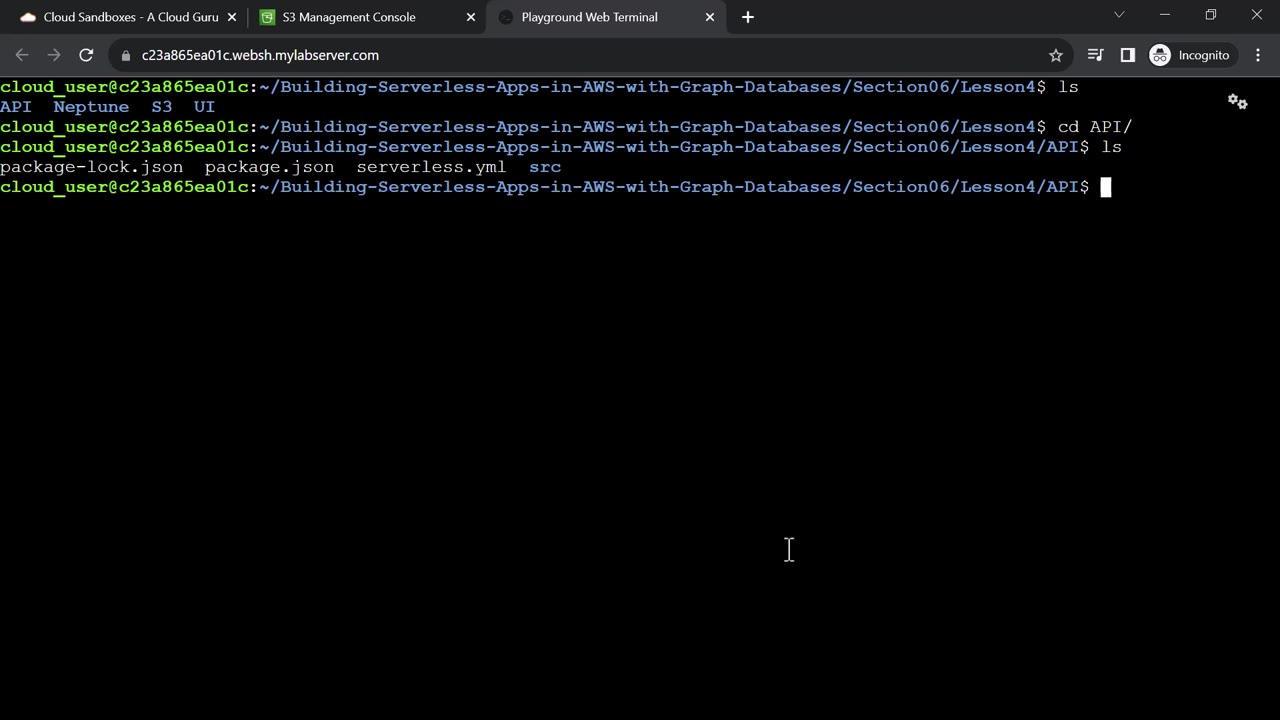 Cloud Sandboxes - A Cloud Guru
S3 Management Console
Playground Web Terminal
c23a865ea01c.websh.mylabserver.com
Incognito
cloud_user@c23a865ea01c:~/Building-Serverless-Apps-in-AWS-with-Graph-Databases/Section06/Lesson4$ ls
API Neptune S3 UI
cloud_user@c23a865ea01c:~/Building-Serverless-Apps-in-AWS-with-Graph-Databases/Section06/Lesson4$ cd API/
cloud_user@c23a865ea01c:~/Building-Serverless-Apps-in-AWS-with-Graph-Databases/Section06/Lesson4/API$ ls
package-lock.json package.json serverless.yml src
cloud_user@c23a865ea01c:~/Building-Serverless-Apps-in-AWS-with-Graph-Databases/Section06/Lesson4/API$